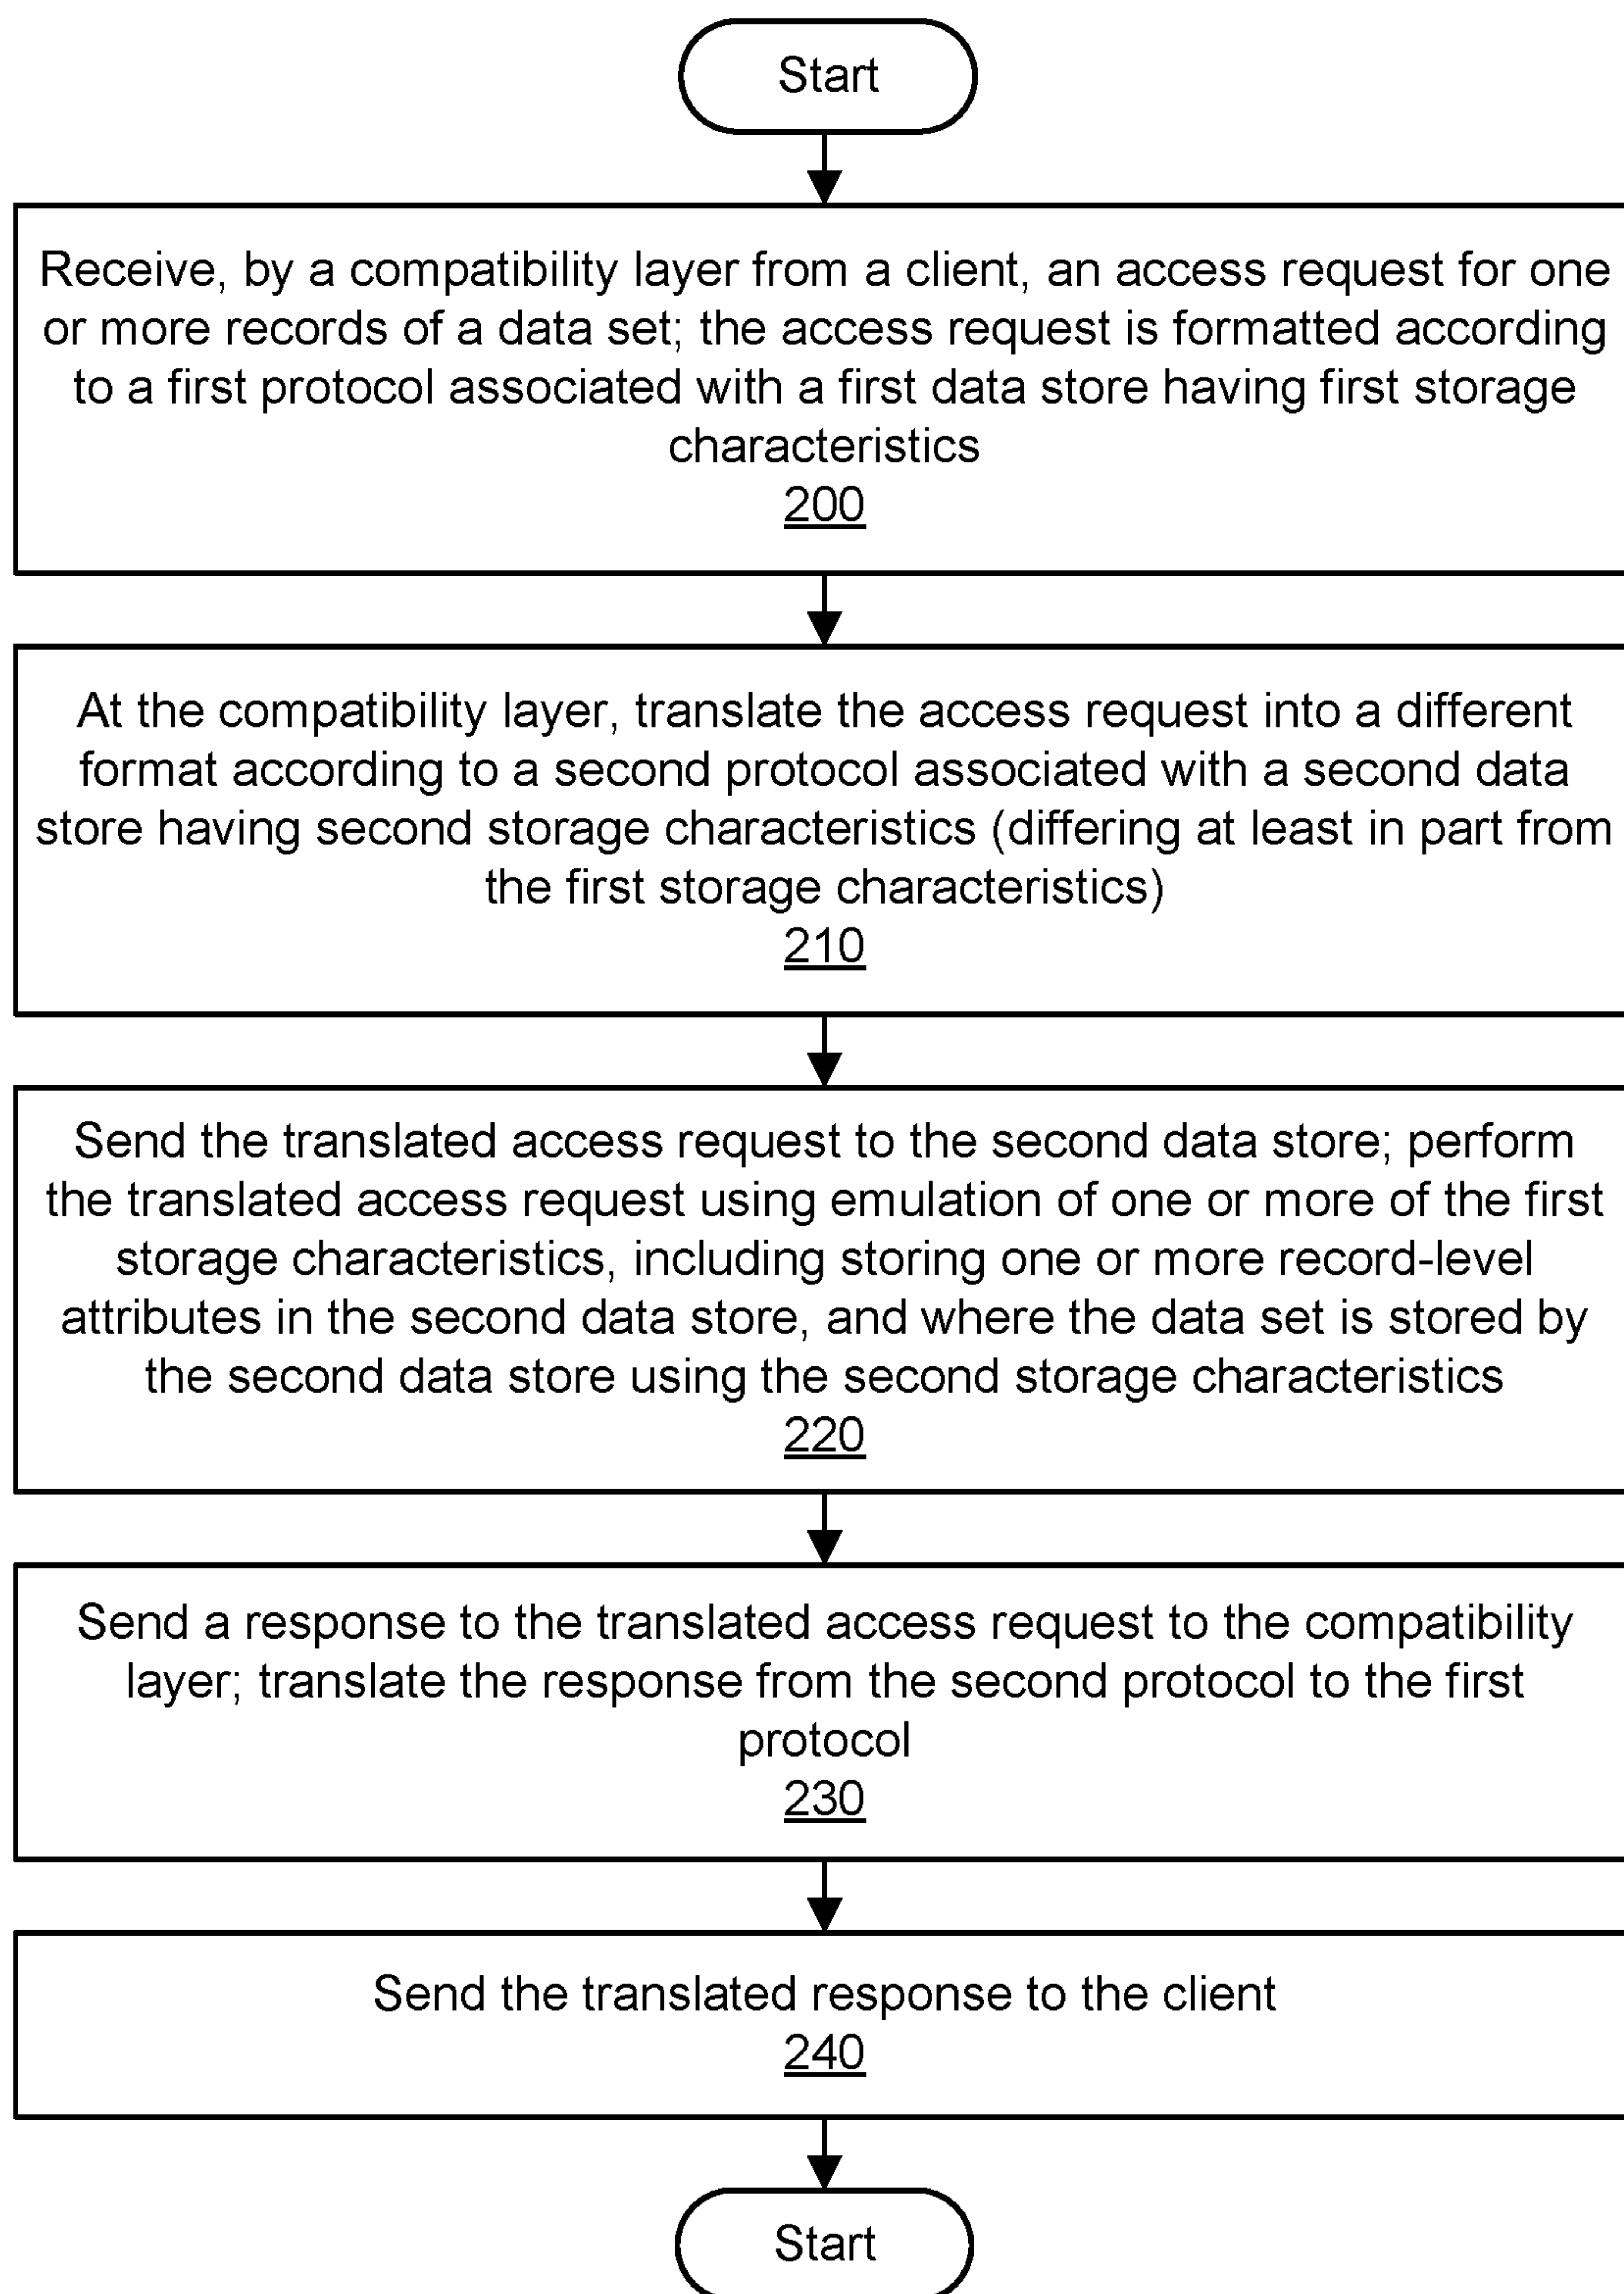 Start
Receive, by a compatibility layer from a client, an access request for one
or more records of a data set; the access request is formatted according
to a first protocol associated with a first data store having first storage
characteristics
200
At the compatibility layer, translate the access request into a different
format according to a second protocol associated with a second data
store having second storage characteristics (differing at least in part from
the first storage characteristics)
210
Send the translated access request to the second data store; perform
the translated access request using emulation of one or more of the first
storage characteristics, including storing one or more record-level
attributes in the second data store, and where the data set is stored by
the second data store using the second storage characteristics
220
Send a response to the translated access request to the compatibility
layer; translate the response from the second protocol to the first
protocol
230
Send the translated response to the client
240
Start